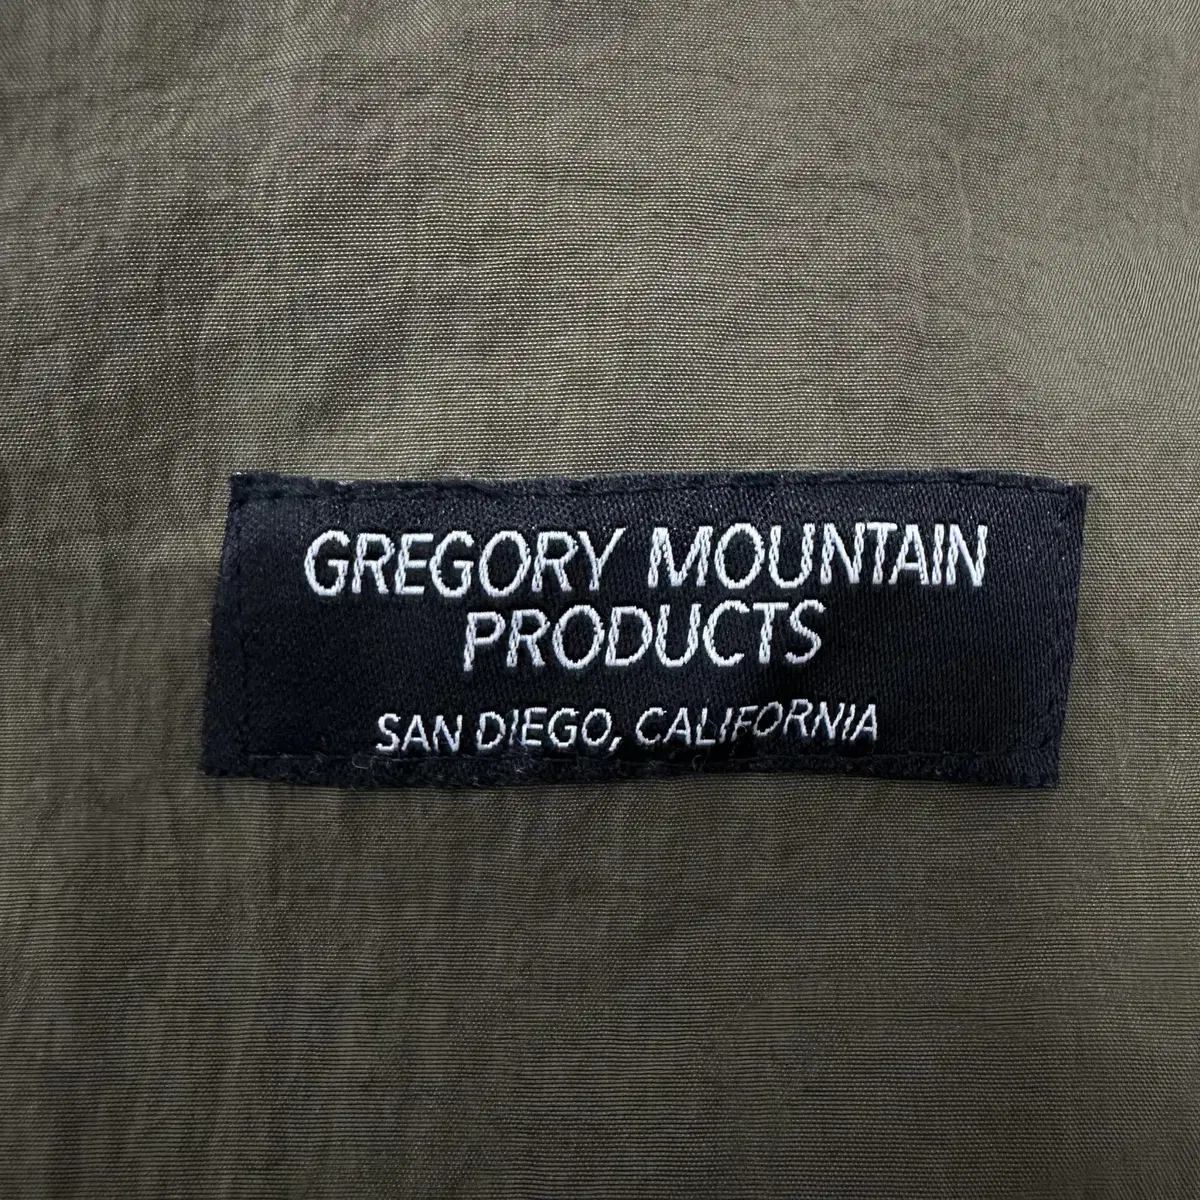 GREGORY MOUNTAIN
PRODUCTS
SAN DIEGO, CALIFORNIA